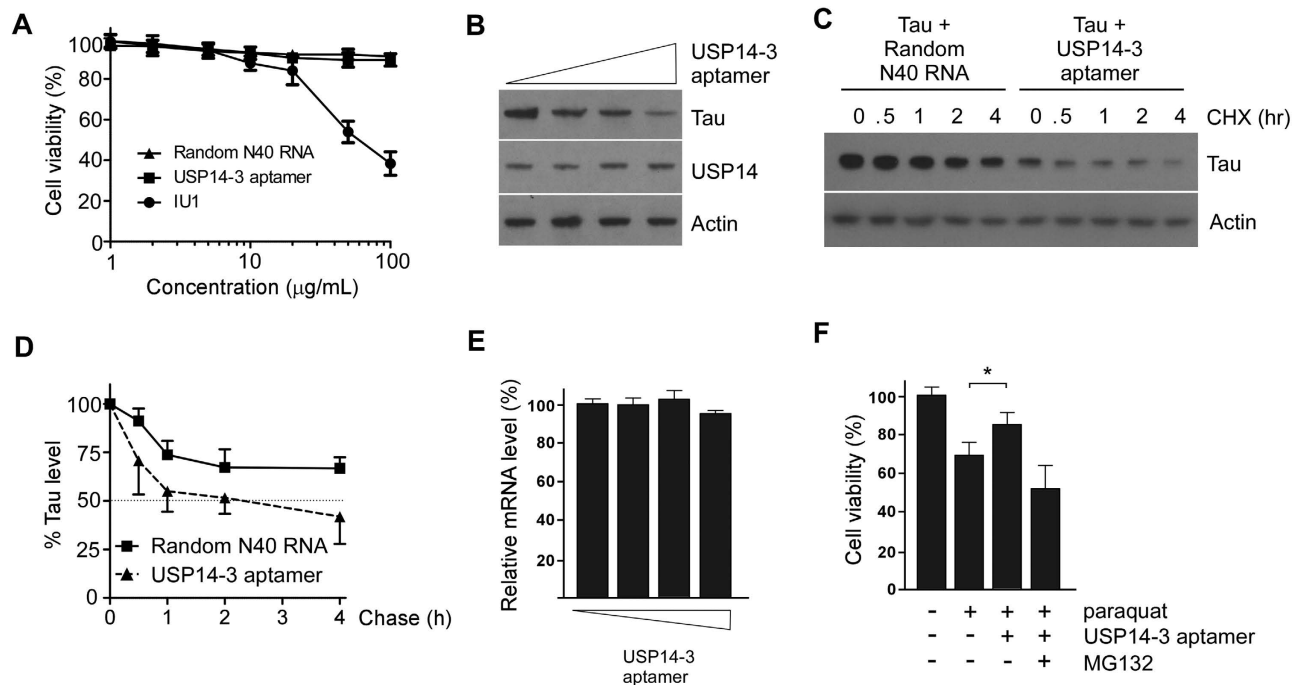 A
Cell viability (%)
100
80
60
40
20
0
Random N40 RNA
USP14-3 aptamer
IU1
1
10
100
Concentration (μg/mL)
B
USP14-3
aptamer
Tau
USP14
Actin
C
Tau +
Random
N40 RNA
Tau +
USP14-3
aptamer
0 .5 1 2 4 0 .5 1 2 4 CHX (hr)
Tau
Actin
D
% Tau level
100
75
50
25
0
Random N40 RNA
USP14-3 aptamer
0 1 2 3 4 Chase (h)
E
Relative mRNA level (%)
100
80
60
40
20
USP14-3
aptamer
F
Cell viability (%)
100
80
60
40
20
0
*
- + + + paraquat
- - + + USP14-3 aptamer
- - - + MG132